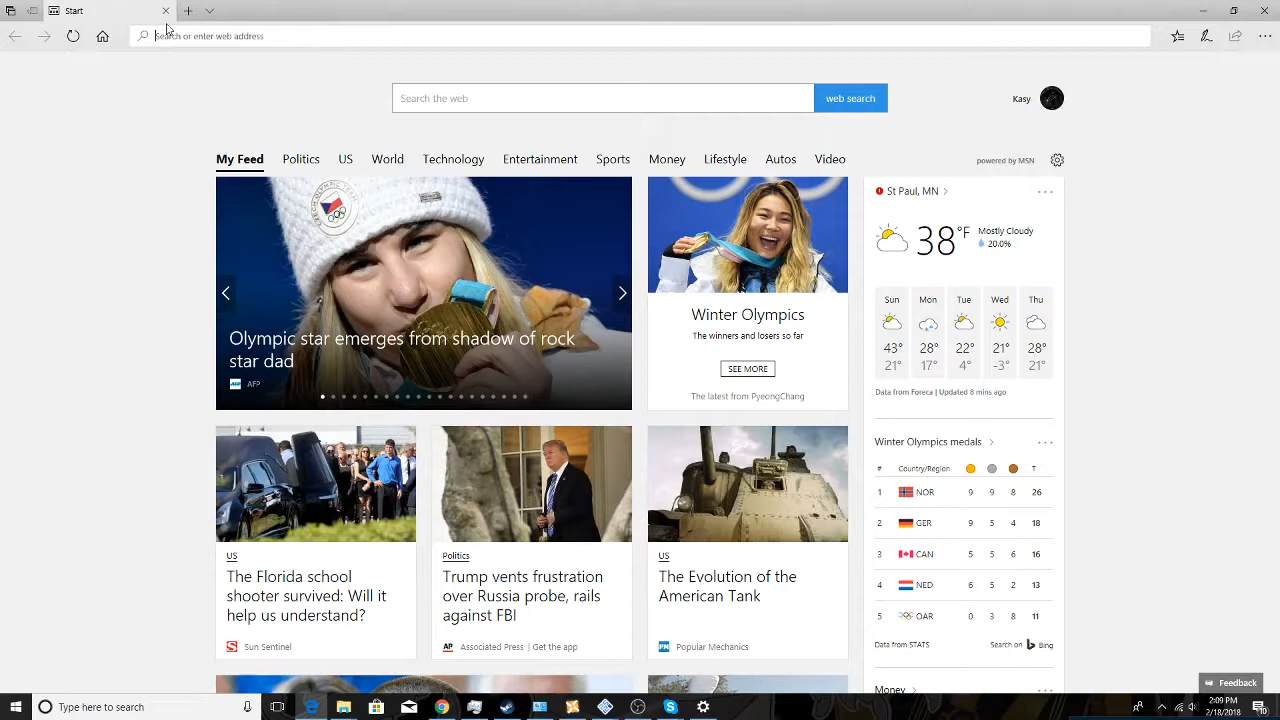 Start
Search or enter web address
Search the web
web search
Kasy
My Feed Politics US World Technology Entertainment Sports Money Lifestyle Autos Video
powered by MSN
Olympic star emerges from shadow of rock
star dad
AFP
Winter Olympics
The winners and losers so far
SEE MORE
The latest from PyeongChang
St Paul, MN
38°F
Mostly Cloudy
20.0%
Sun Mon Tue Wed Thu
43° 28° 22° 21° 28°
21° 17° 4° -3° 21°
Data from Foreca | Updated 8 mins ago
Winter Olympics medals
# Country/Region T
1 NOR 9 9 8 26
2 GER 9 5 4 18
3 CAN 5 5 6 16
4 NED 6 5 2 13
5 OAR 0 3 8 11
Data from STATS
Search on Bing
Money
US
The Florida school
shooter survived: Will it
help us understand?
Sun Sentinel
Politics
Trump vents frustration
over Russia probe, rails
against FBI
AP Associated Press | Get the app
US
The Evolution of the
American Tank
PM Popular Mechanics
Feedback
Type here to search
2:09 PM
2/18/2018